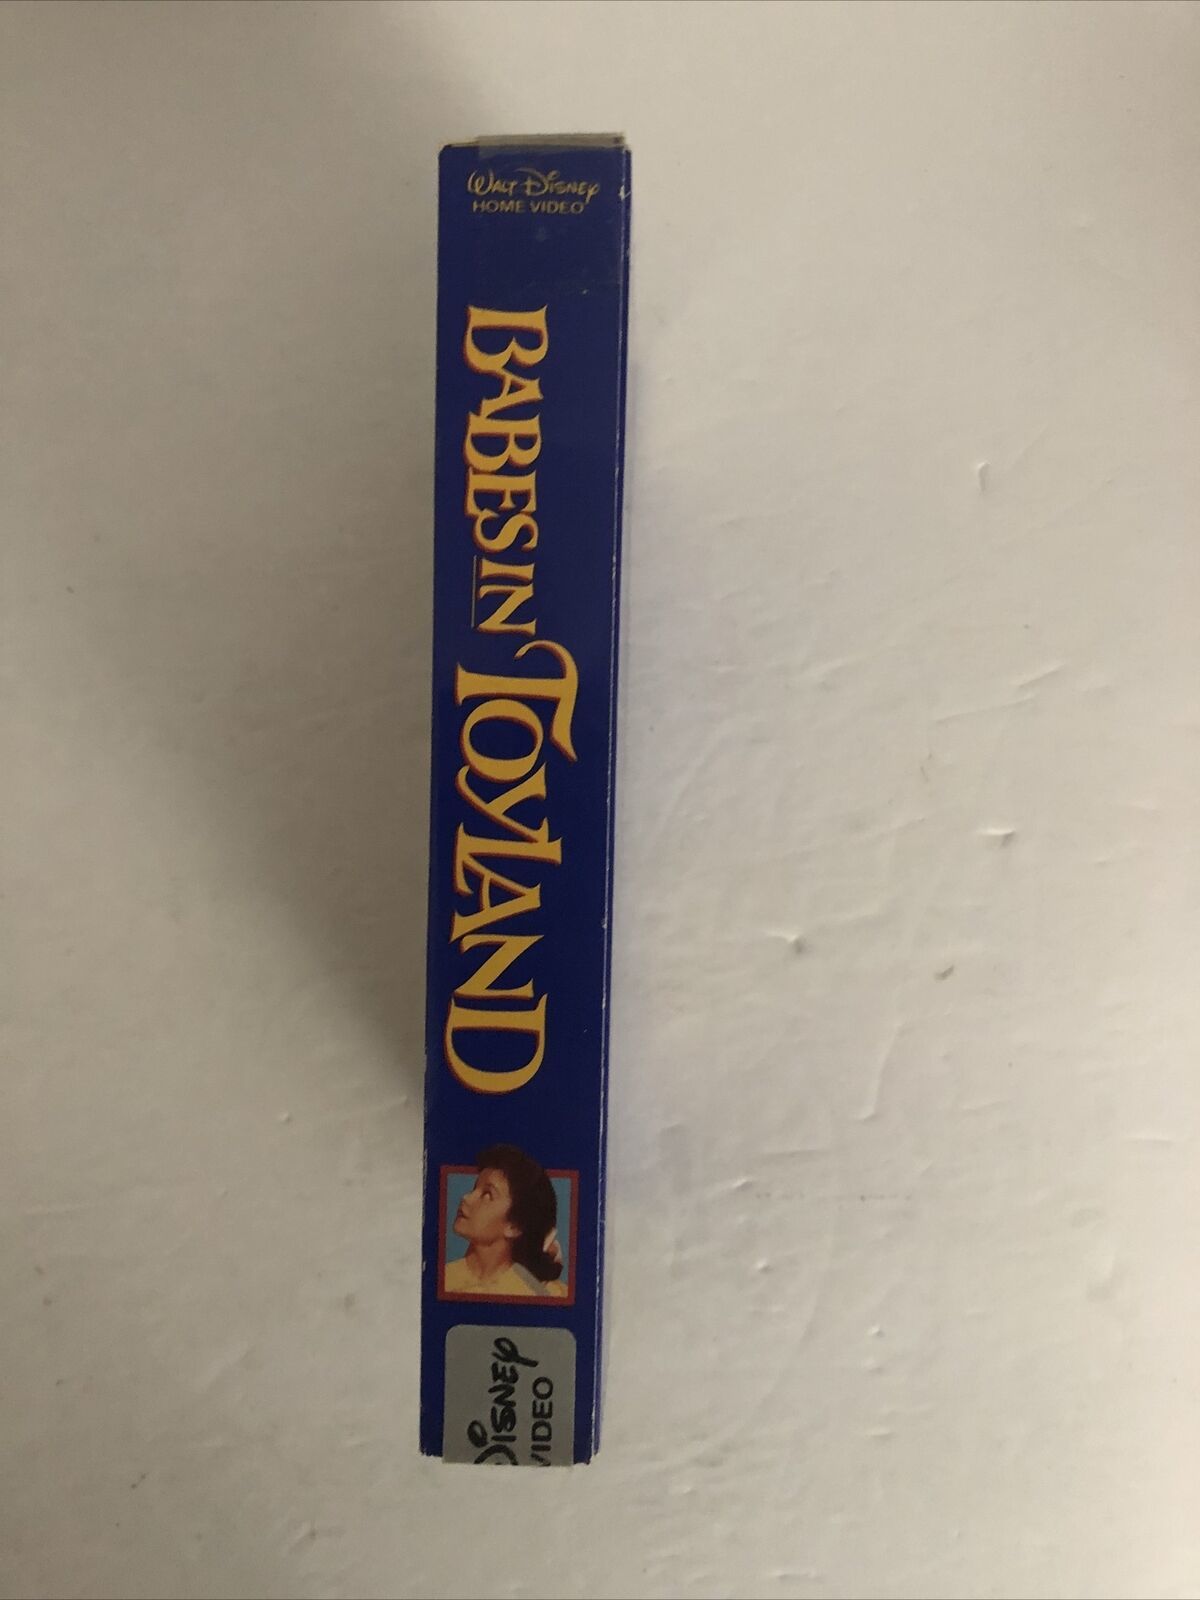 WALT DISNEY
HOME VIDEO
BABES IN TOYLAND
DISNEY
VIDEO